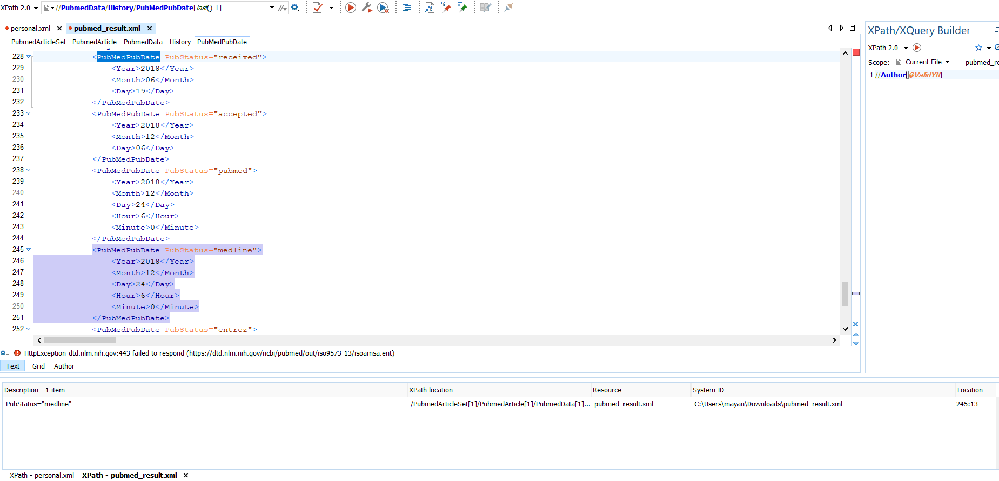 XPath 2.0 //PubmedData/History/PubMedPubDate[last()-1]
personal.xml pubmed_result.xml
PubmedArticleSet PubmedArticle PubmedData History PubMedPubDate
228 <PubMedPubDate PubStatus="received">
229 <Year>2018</Year>
230 <Month>06</Month>
231 <Day>19</Day>
232 </PubMedPubDate>
233 <PubMedPubDate PubStatus="accepted">
234 <Year>2018</Year>
235 <Month>12</Month>
236 <Day>06</Day>
237 </PubMedPubDate>
238 <PubMedPubDate PubStatus="pubmed">
239 <Year>2018</Year>
240 <Month>12</Month>
241 <Day>24</Day>
242 <Hour>6</Hour>
243 <Minute>0</Minute>
244 </PubMedPubDate>
245 <PubMedPubDate PubStatus="medline">
246 <Year>2018</Year>
247 <Month>12</Month>
248 <Day>24</Day>
249 <Hour>6</Hour>
250 <Minute>0</Minute>
251 </PubMedPubDate>
252 <PubMedPubDate PubStatus="entrez">
HttpException-dtd.nlm.nih.gov:443 failed to respond (https://dtd.nlm.nih.gov/ncbi/pubmed/out/iso9573-13/isoamsa.ent)
Text Grid Author
XPath/XQuery Builder
XPath 2.0
Scope: Current File pubmed_re
1 //Author[@ValidYN]
Description - 1 item XPath location Resource System ID Location
PubStatus="medline" /PubmedArticleSet[1]/PubmedArticle[1]/PubmedData[1]... pubmed_result.xml C:\Users\mayan\Downloads\pubmed_result.xml 245:13
XPath - personal.xml XPath - pubmed_result.xml